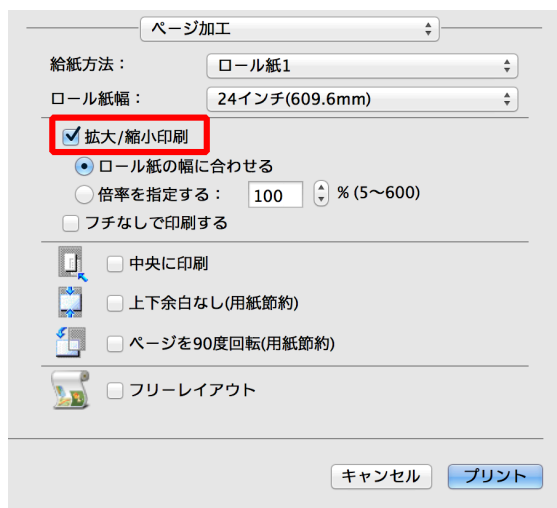 ページ加工
給紙方法： ロール紙1
ロール紙幅： 24インチ(609.6mm)
拡大/縮小印刷
ロール紙の幅に合わせる
倍率を指定する： 100 % (5～600)
フチなしで印刷する
中央に印刷
上下余白なし(用紙節約)
ページを90度回転(用紙節約)
フリーレイアウト
キャンセル プリント